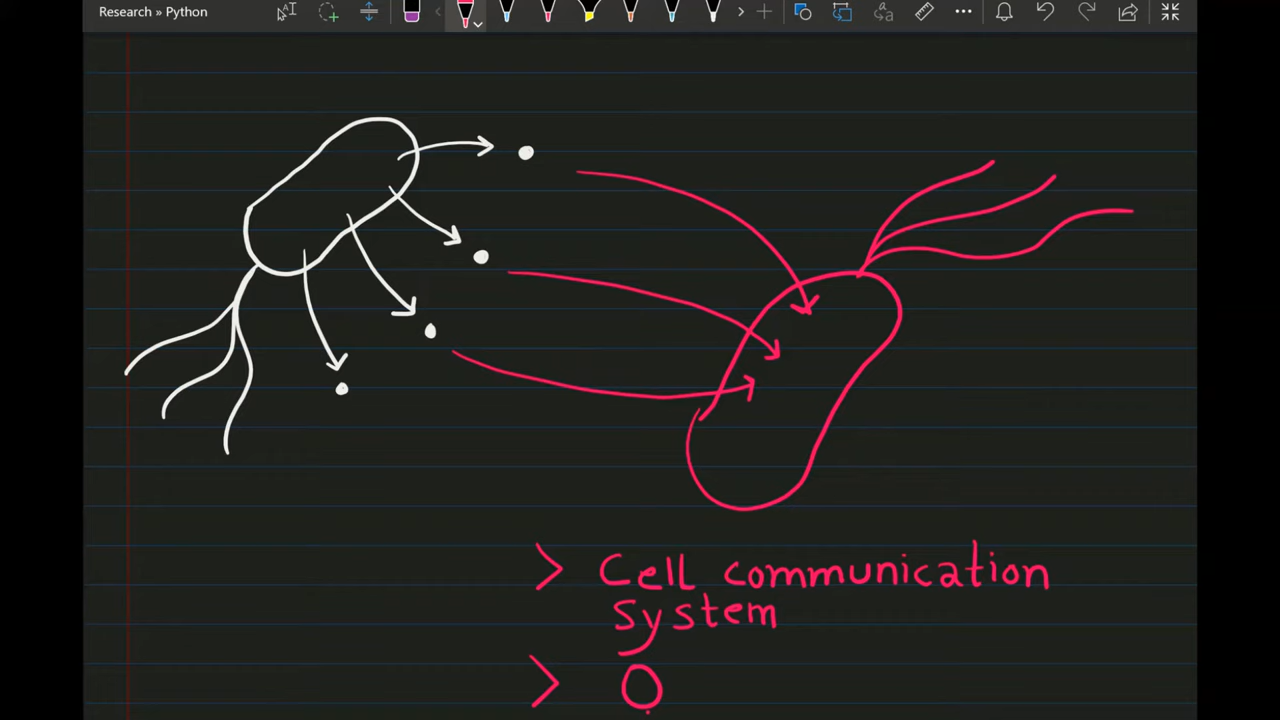 Research » Python
> Cell communication
system
>